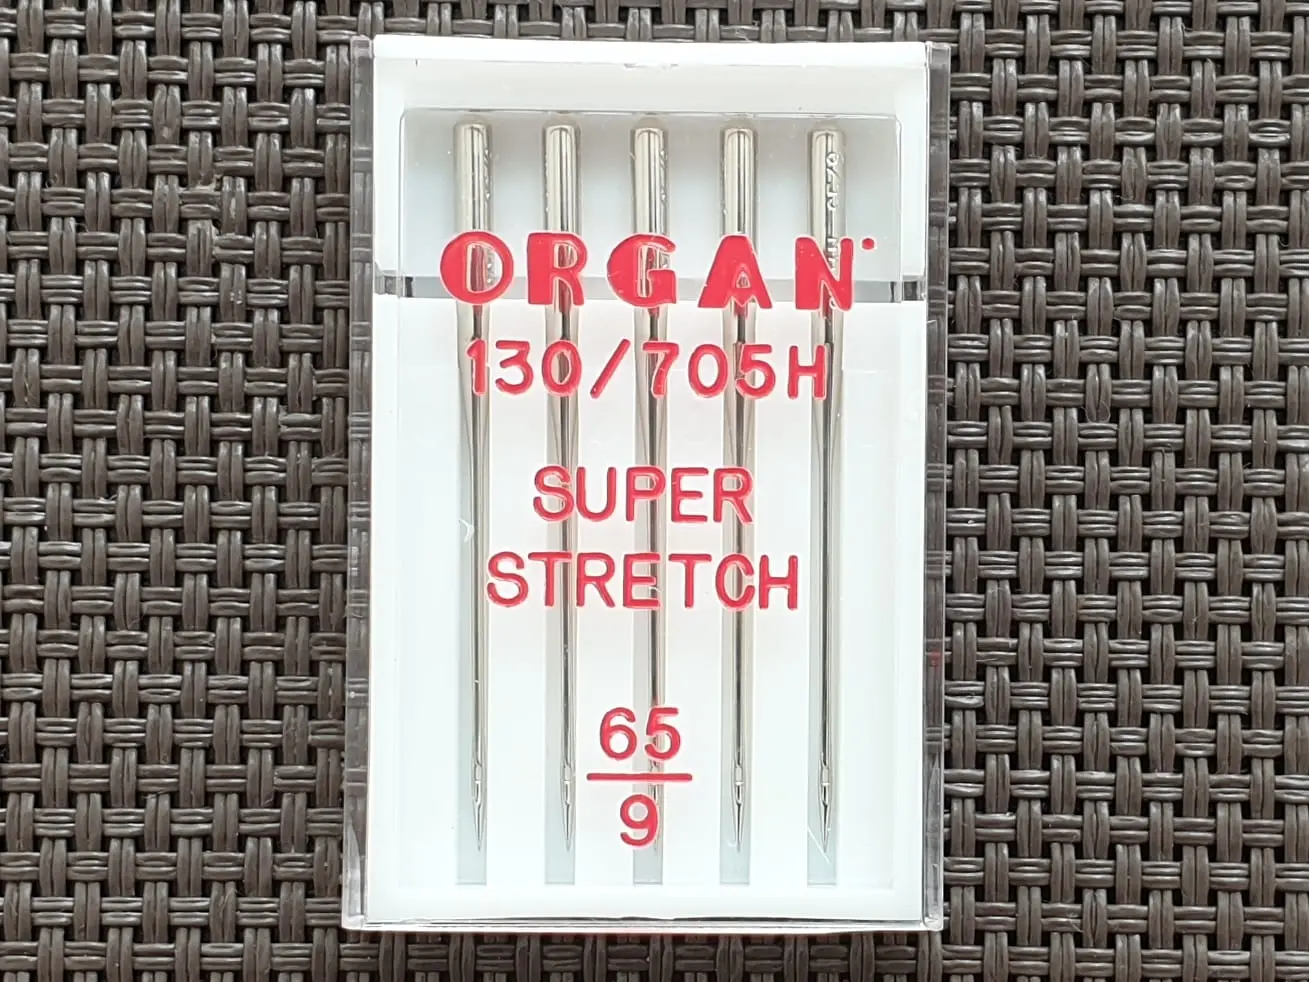 ORGAN
130/705H
SUPER
STRETCH
65
9